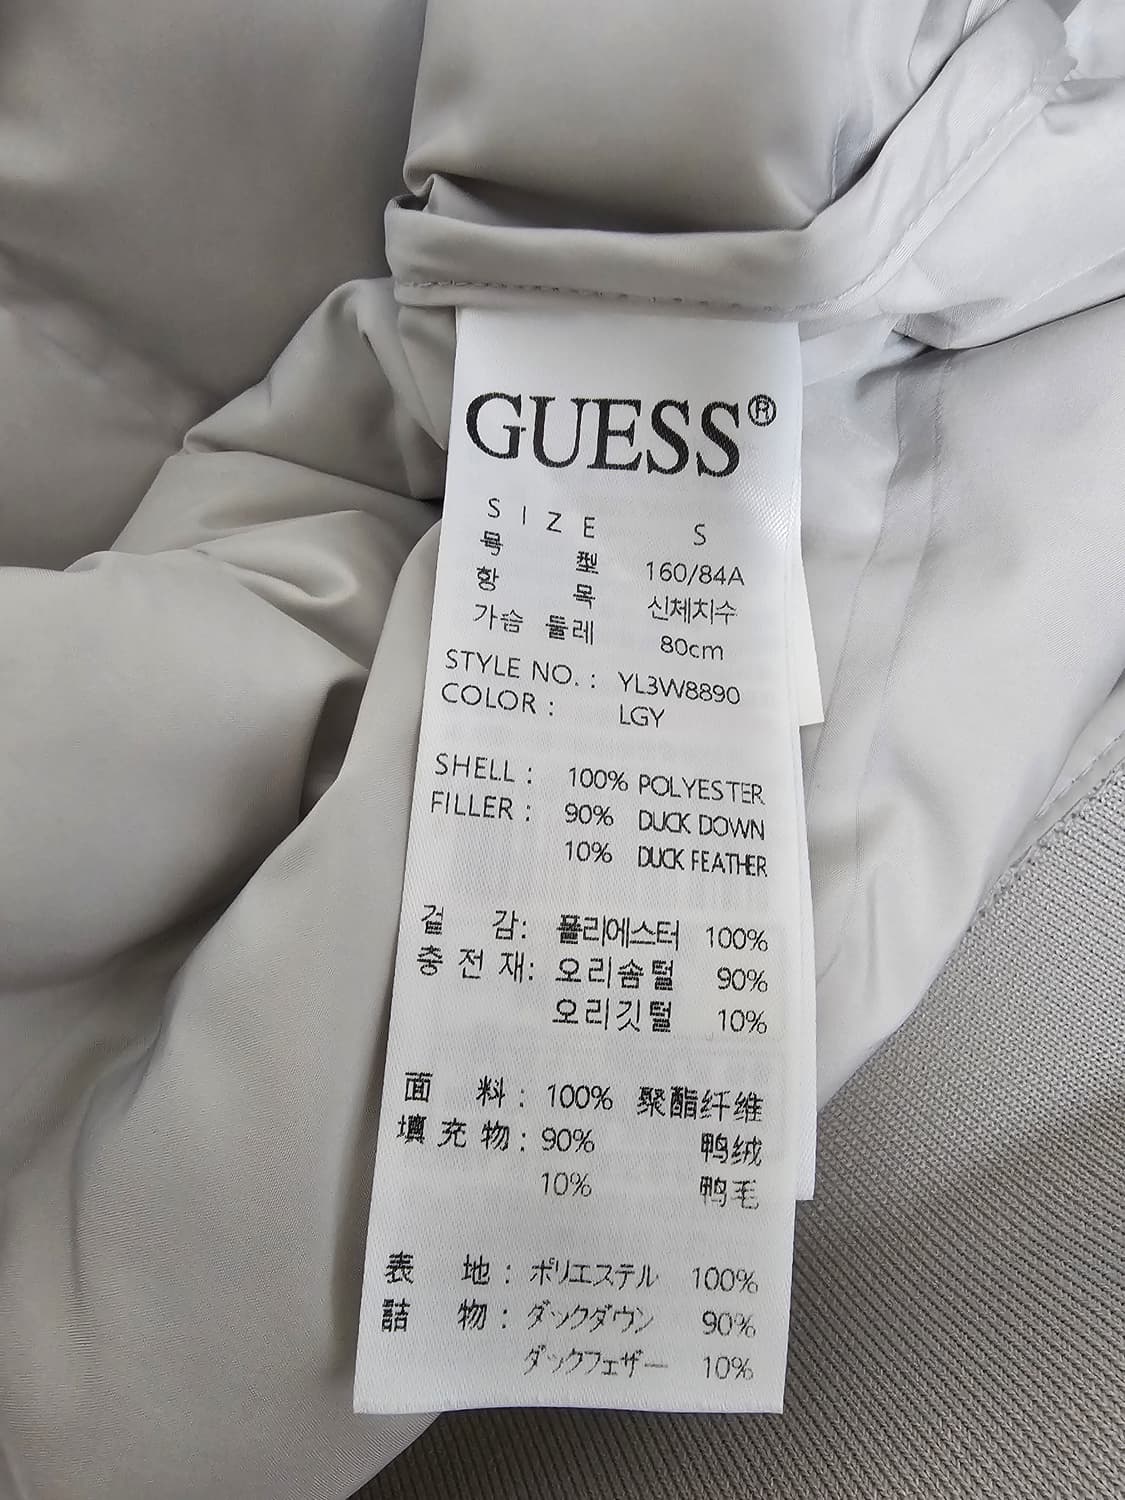 GUESS®
SIZE S
号型 160/84A
항목 신체치수
가슴 둘레 80cm
STYLE NO. : YL3W8890
COLOR : LGY
SHELL : 100% POLYESTER
FILLER : 90% DUCK DOWN
10% DUCK FEATHER
겉감: 폴리에스터 100%
충전재: 오리솜털 90%
오리깃털 10%
面料 : 100% 聚酯纤维
填充物 : 90% 鸭绒
10% 鸭毛
表地 : ポリエステル 100%
詰物 : ダックダウン 90%
ダックフェザー 10%